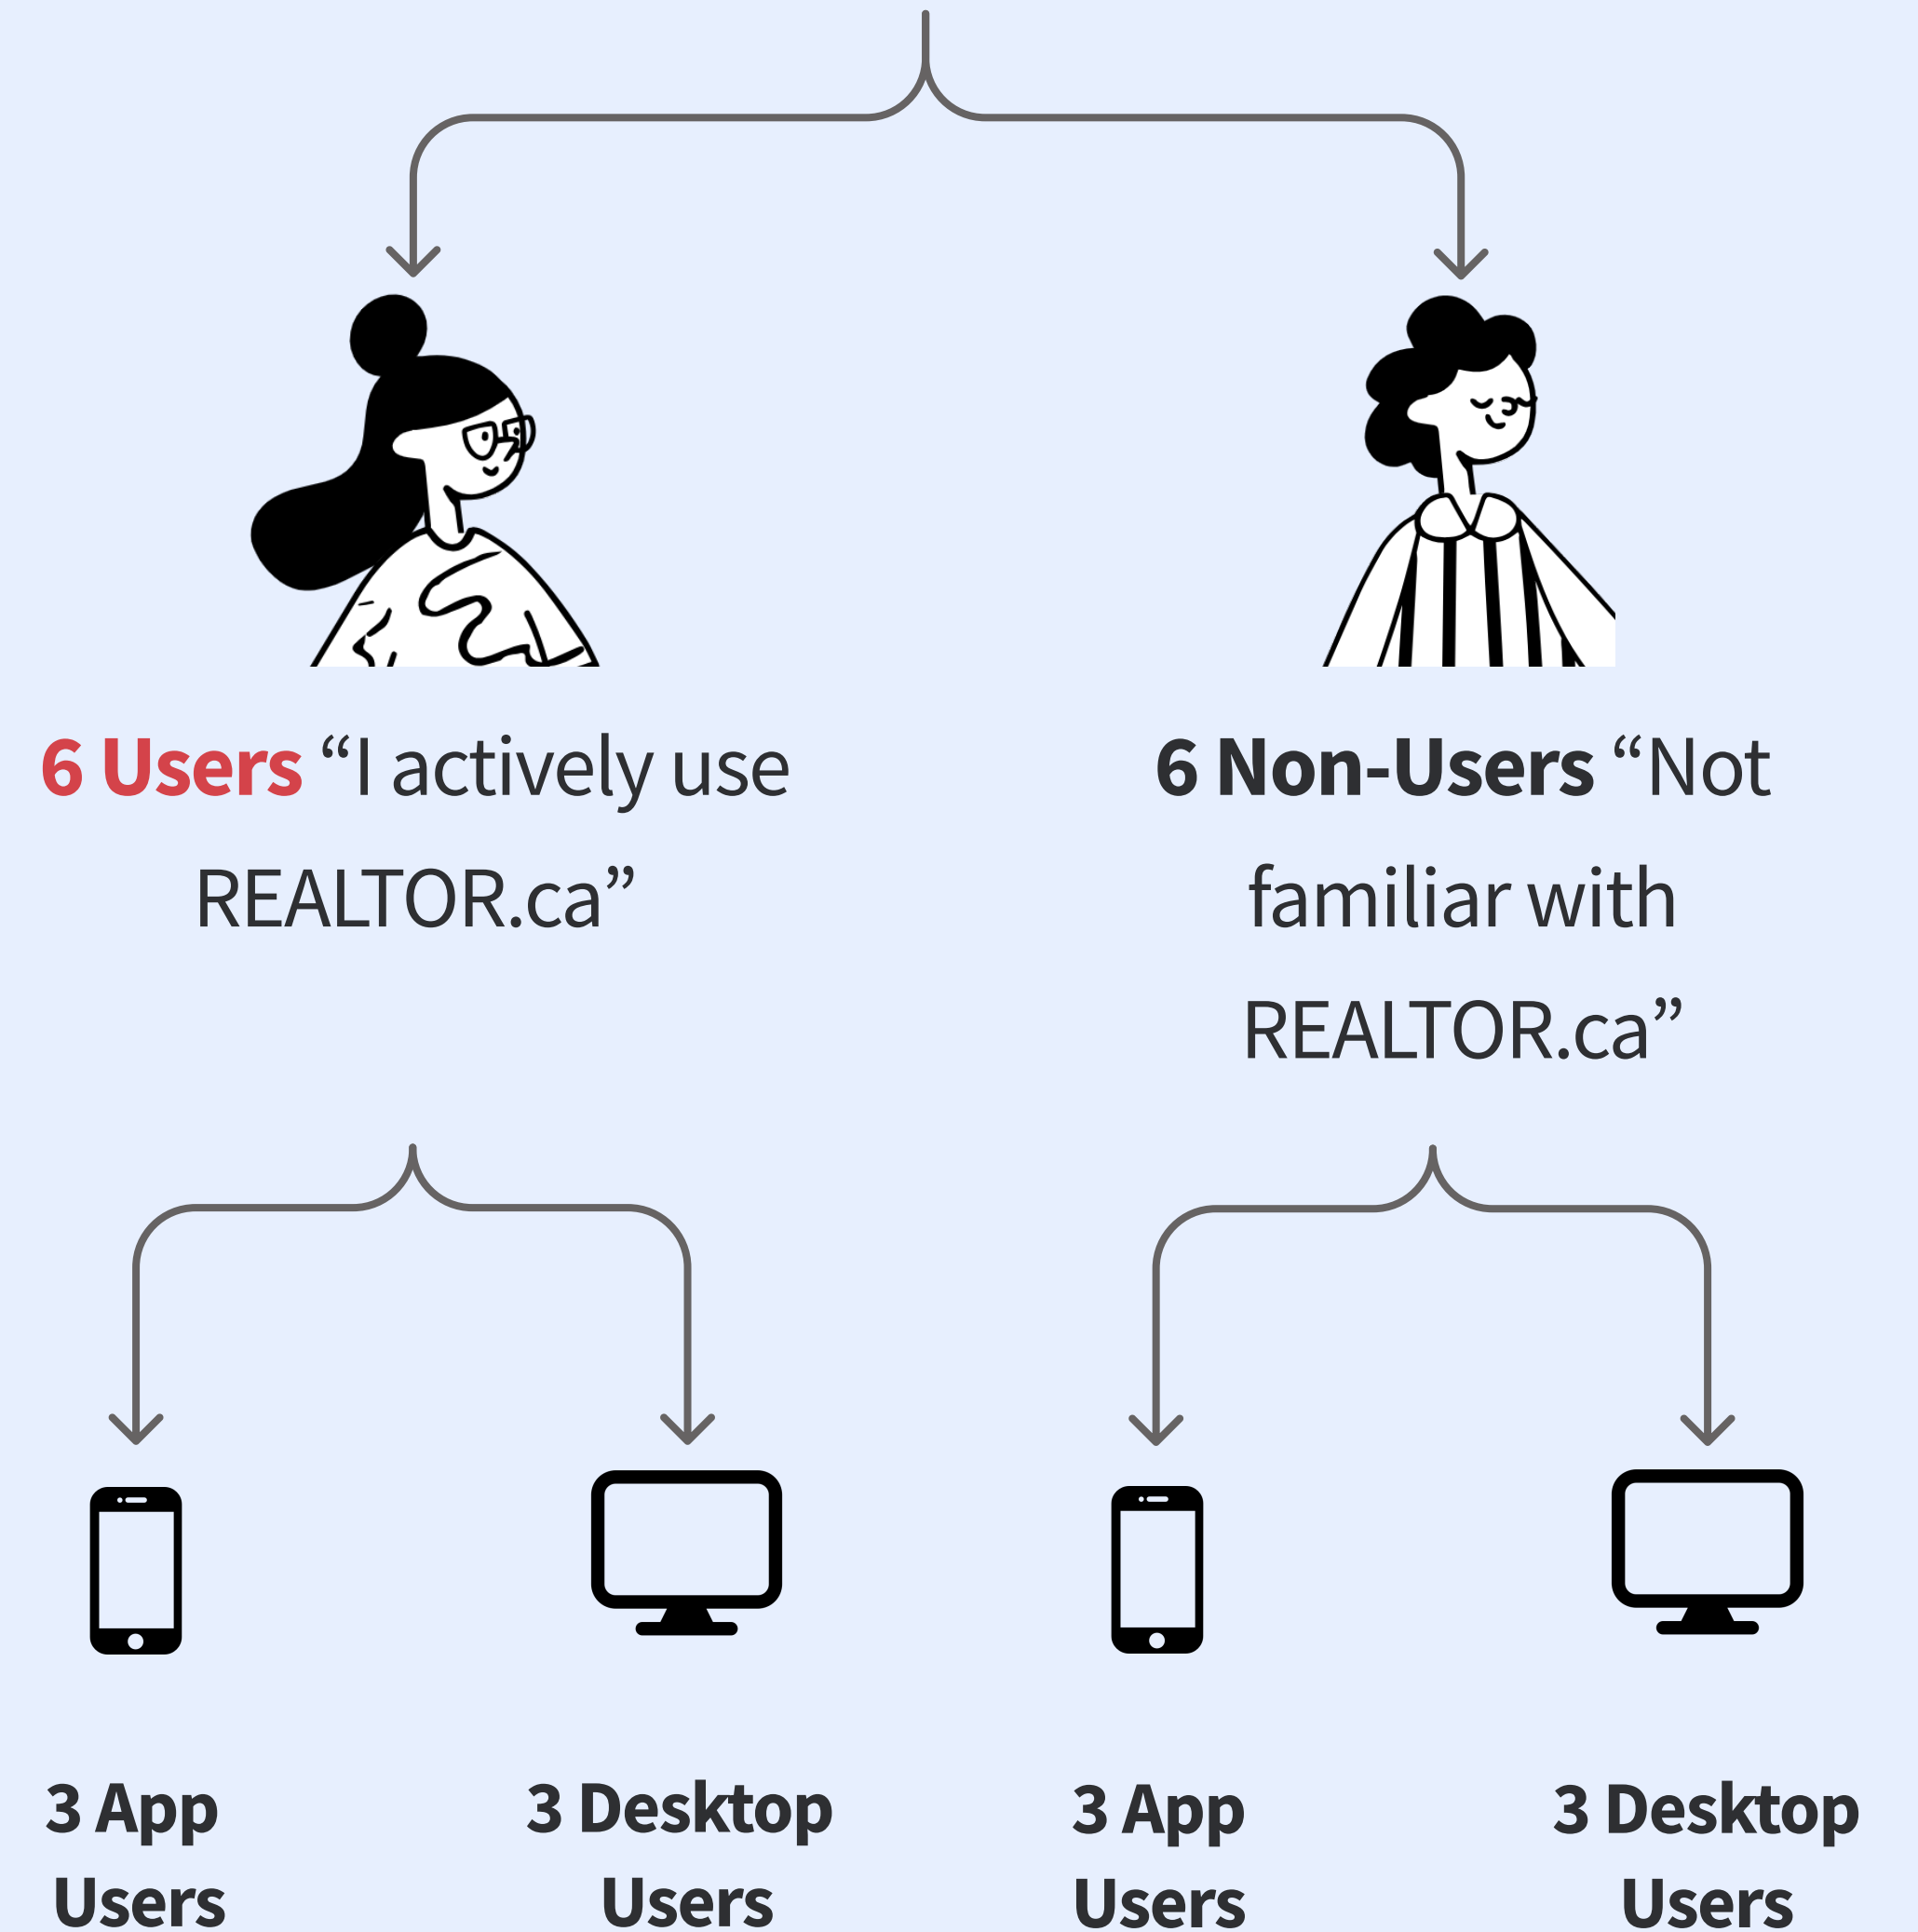 6 Users “I actively use
REALTOR.ca”
6 Non-Users “Not
familiar with
REALTOR.ca”
3 App
Users
3 Desktop
Users
3 App
Users
3 Desktop
Users